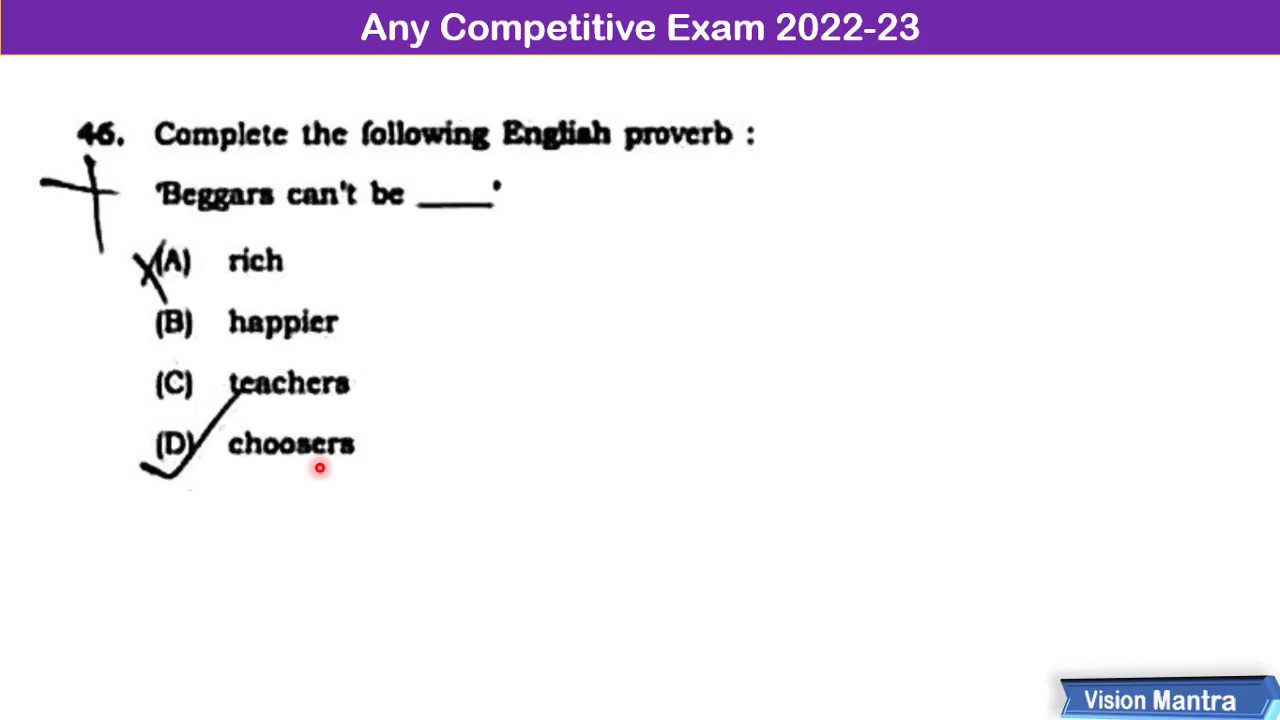 Any Competitive Exam 2022-23
46. Complete the following English proverb :
'Beggars can't be ____'
(A) rich
(B) happier
(C) teachers
(D) choosers
Vision Mantra